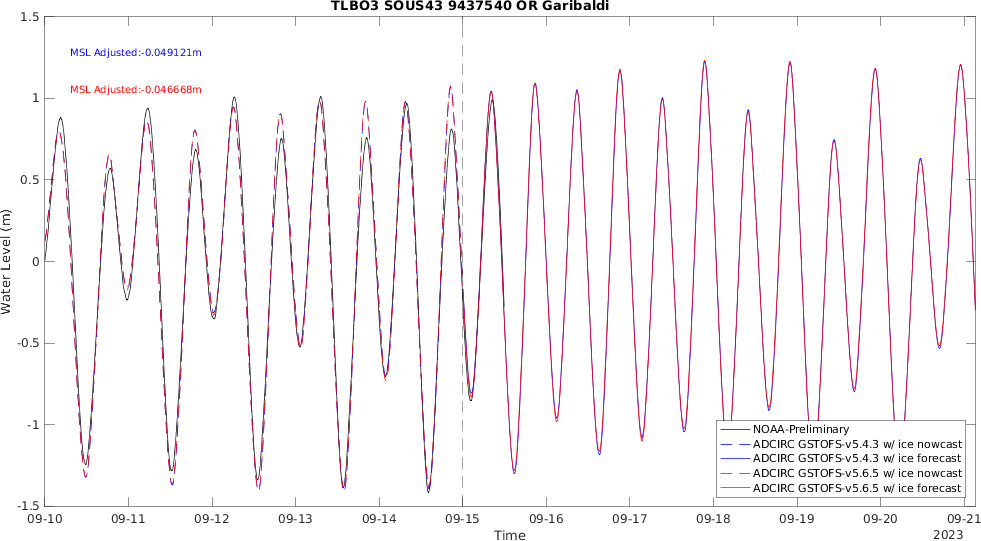 TLBO3 SOUS43 9437540 OR Garibaldi
1.5
MSL Adjusted:-0.049121m
MSL Adjusted:-0.046668m
1
0.5
0
-0.5
-1
-1.5
Water Level (m)
NOAA-Preliminary
ADCIRC GSTOFS-v5.4.3 w/ ice nowcast
ADCIRC GSTOFS-v5.4.3 w/ ice forecast
ADCIRC GSTOFS-v5.6.5 w/ ice nowcast
ADCIRC GSTOFS-v5.6.5 w/ ice forecast
09-10 09-11 09-12 09-13 09-14 09-15 09-16 09-17 09-18 09-19 09-20 09-21
Time
2023